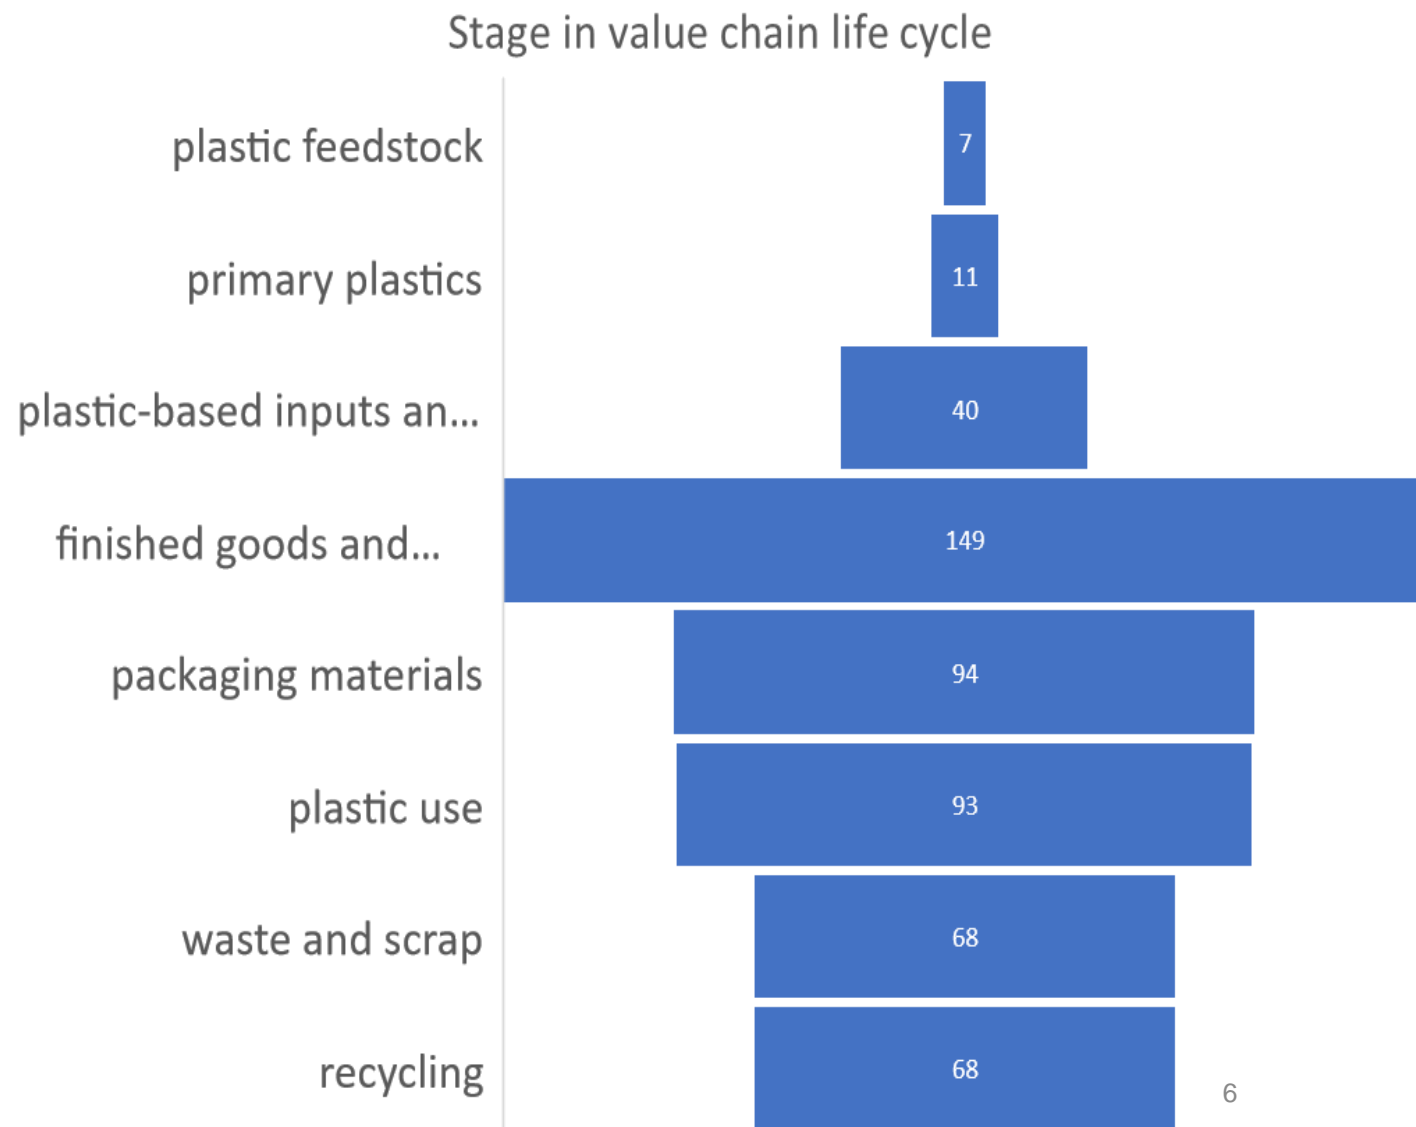 Stage in value chain life cycle
plastic feedstock
7
primary plastics
11
plastic-based inputs an...
40
finished goods and...
149
packaging materials
94
plastic use
93
waste and scrap
68
recycling
68
6